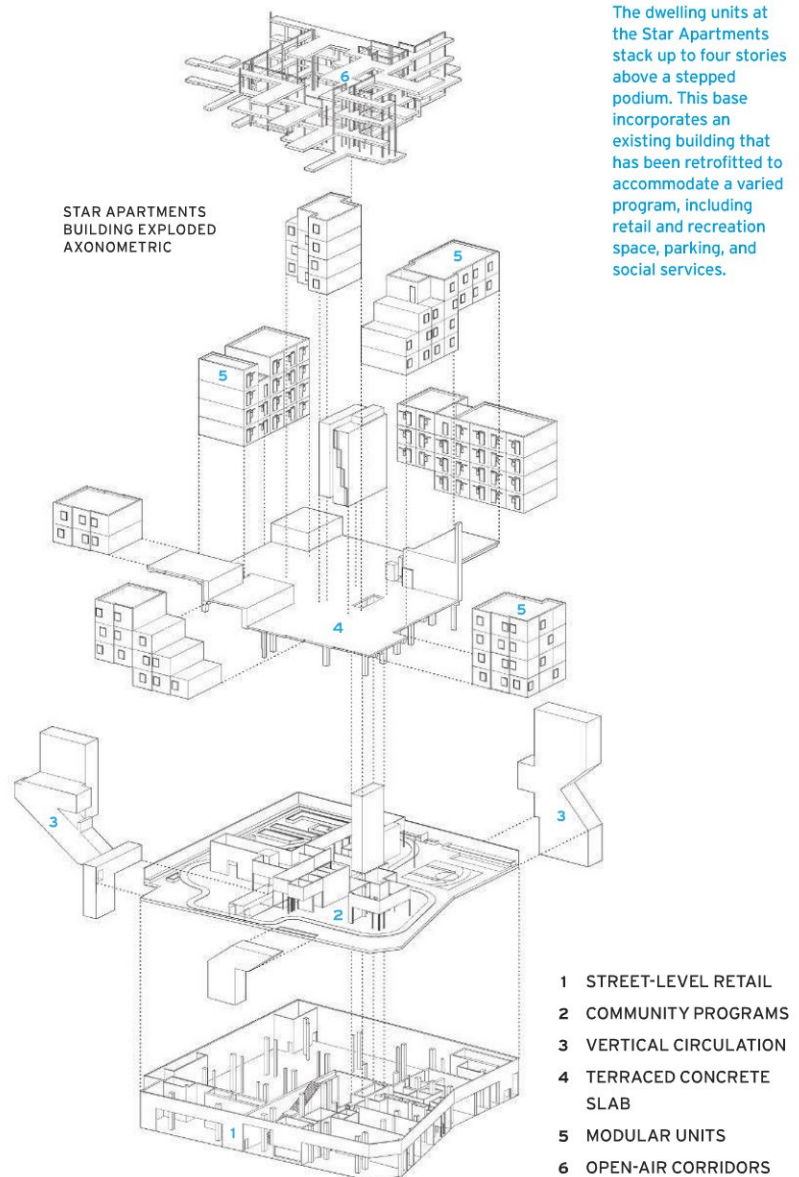 The dwelling units at
the Star Apartments
stack up to four stories
above a stepped
podium. This base
incorporates an
existing building that
has been retrofitted to
accommodate a varied
program, including
retail and recreation
space, parking, and
social services.
STAR APARTMENTS
BUILDING EXPLODED
AXONOMETRIC
6
5
5
5
4
3
3
2
1
1 STREET-LEVEL RETAIL
2 COMMUNITY PROGRAMS
3 VERTICAL CIRCULATION
4 TERRACED CONCRETE
SLAB
5 MODULAR UNITS
6 OPEN-AIR CORRIDORS